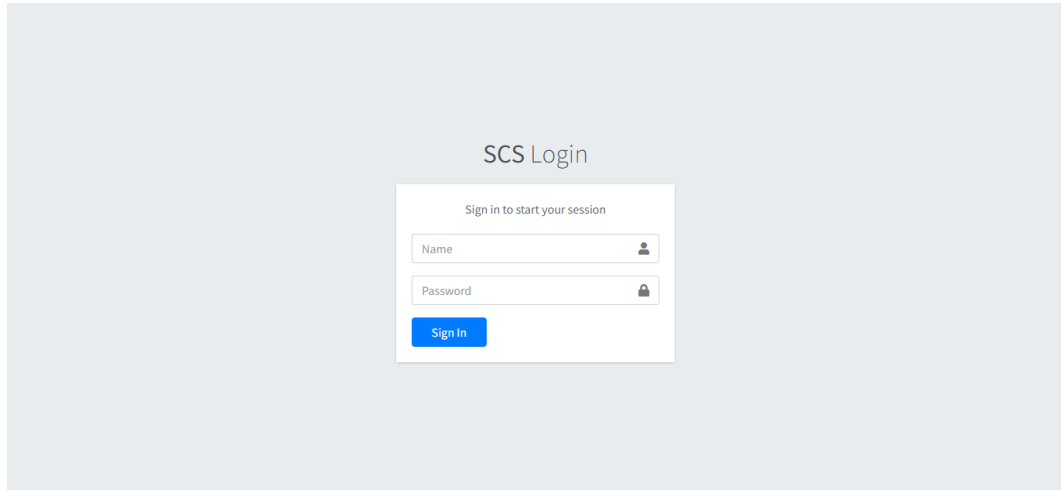 SCS Login
Sign in to start your session
Name
Password
Sign In